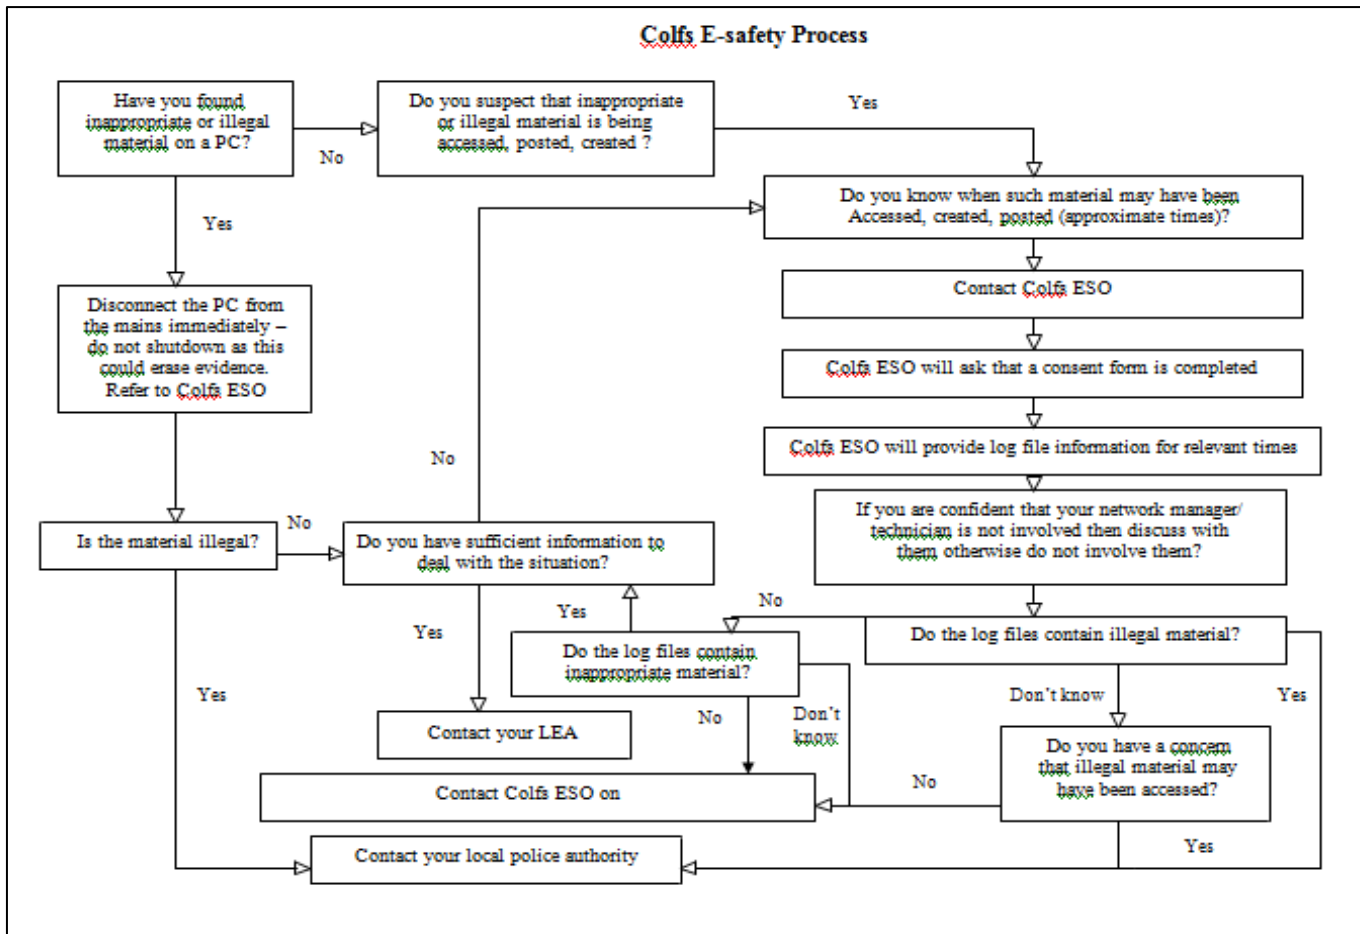 Colfs E-safety Process
Have you found
inappropriate or illegal
material on a PC?
No
Do you suspect that inappropriate
or illegal material is being
accessed, posted, created ?
Yes
Do you know when such material may have been
Accessed, created, posted (approximate times)?
Yes
Contact Colfs ESO
Disconnect the PC from
the mains immediately –
do not shutdown as this
could erase evidence.
Refer to Colfs ESO
Colfs ESO will ask that a consent form is completed
No
Colfs ESO will provide log file information for relevant times
If you are confident that your network manager/
technician is not involved then discuss with
them otherwise do not involve them?
Is the material illegal?
No
Do you have sufficient information to
deal with the situation?
Yes
Yes
No
Do the log files contain illegal material?
Do the log files contain
inappropriate material?
Yes
No
Don't
know
Don't know
Yes
Contact your LEA
Do you have a concern
that illegal material may
have been accessed?
No
Contact Colfs ESO on
Yes
Contact your local police authority